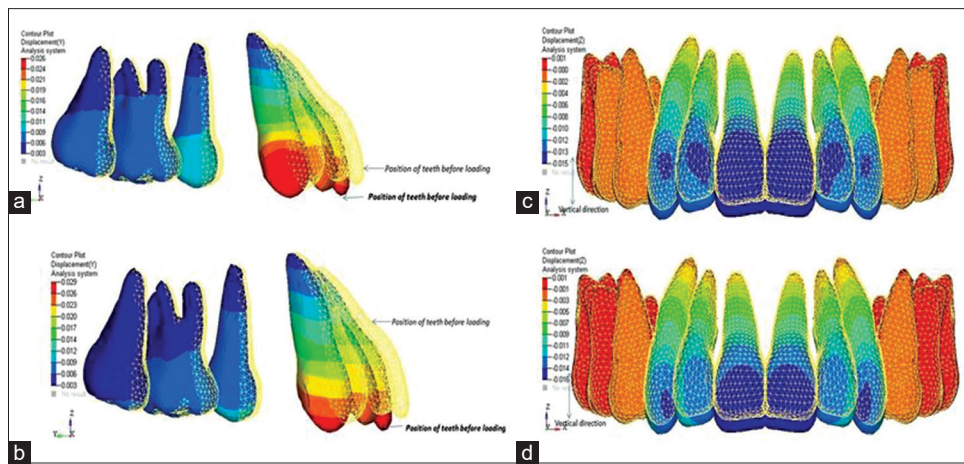 Contour Plot
Displacement(Y)
Analysis system
0.026
0.024
0.021
0.019
0.016
0.014
0.011
0.009
0.006
0.003
No result
Z
Position of teeth before loading
Position of teeth before loading
a
Contour Plot
Displacement(Y)
Analysis system
0.029
0.026
0.023
0.020
0.017
0.014
0.012
0.009
0.006
0.003
No result
Z
Y
X
Position of teeth before loading
Position of teeth before loading
b
Contour Plot
Displacement(Z)
Analysis system
0.001
-0.000
-0.002
-0.004
-0.006
-0.008
-0.009
-0.011
-0.013
-0.015
Z
X
Vertical direction
c
Contour Plot
Displacement(Z)
Analysis system
0.001
-0.001
-0.003
-0.005
-0.007
-0.009
-0.010
-0.012
-0.014
-0.016
Vertical direction
d